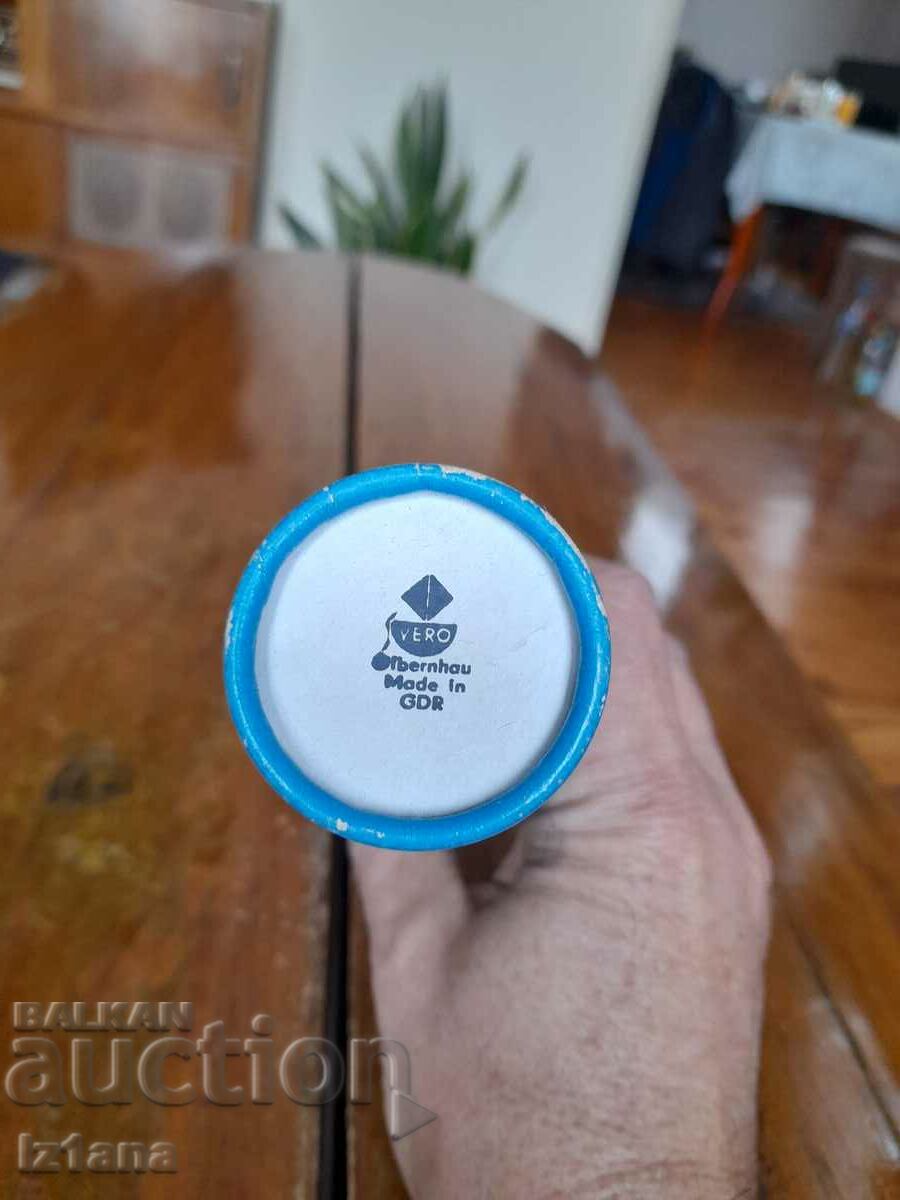 VERO
Olbernhau
Made in
GDR
BALKAN
auction
Iz1ana